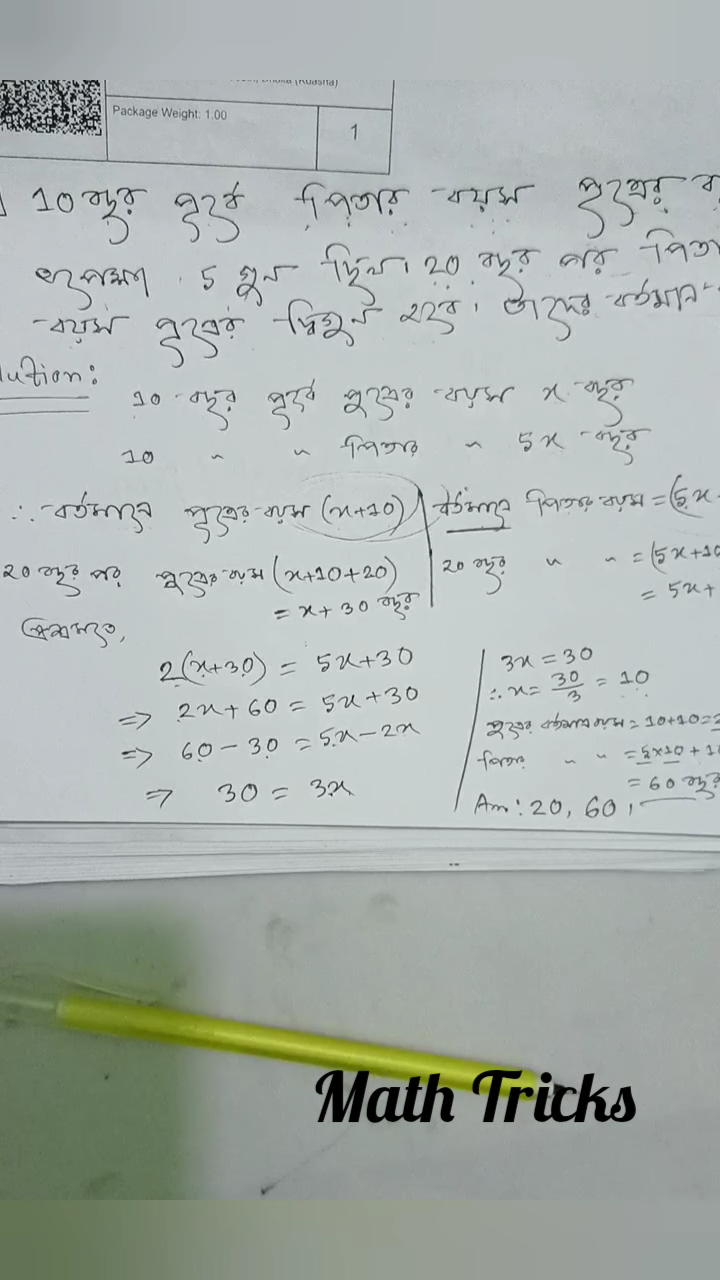 Package Weight: 1.00
1
10 বছর পূর্বে পিতার বয়স পুত্রের ব
অপেক্ষা 5 গুন ছিল। 20 বছর পর পিতা
বয়স পুত্রের দ্বিগুন হবে। তাদের বর্তমান
lution:
10 বছর পূর্বে পুত্রের বয়স x বছর
10 " " পিতার " 5x বছর
∴ বর্তমানে পুত্রের বয়স (x+10)
বর্তমানে পিতার বয়স = (5x
20 বছর পর পুত্রের বয়স (x+10+20)
= x+30 বছর
20 বছর " " = (5x+10
= 5x+
প্রশ্নমতে,
2(x+30) = 5x+30
=> 2x+60 = 5x+30
=> 60-30 = 5x-2x
=> 30 = 3x
3x = 30
∴ x = 30/3 = 10
পুত্রের বর্তমান বয়স = 10+10=2
পিতার " " = 5x10+10
= 60 বছর
Am: 20, 60,
Math Tricks